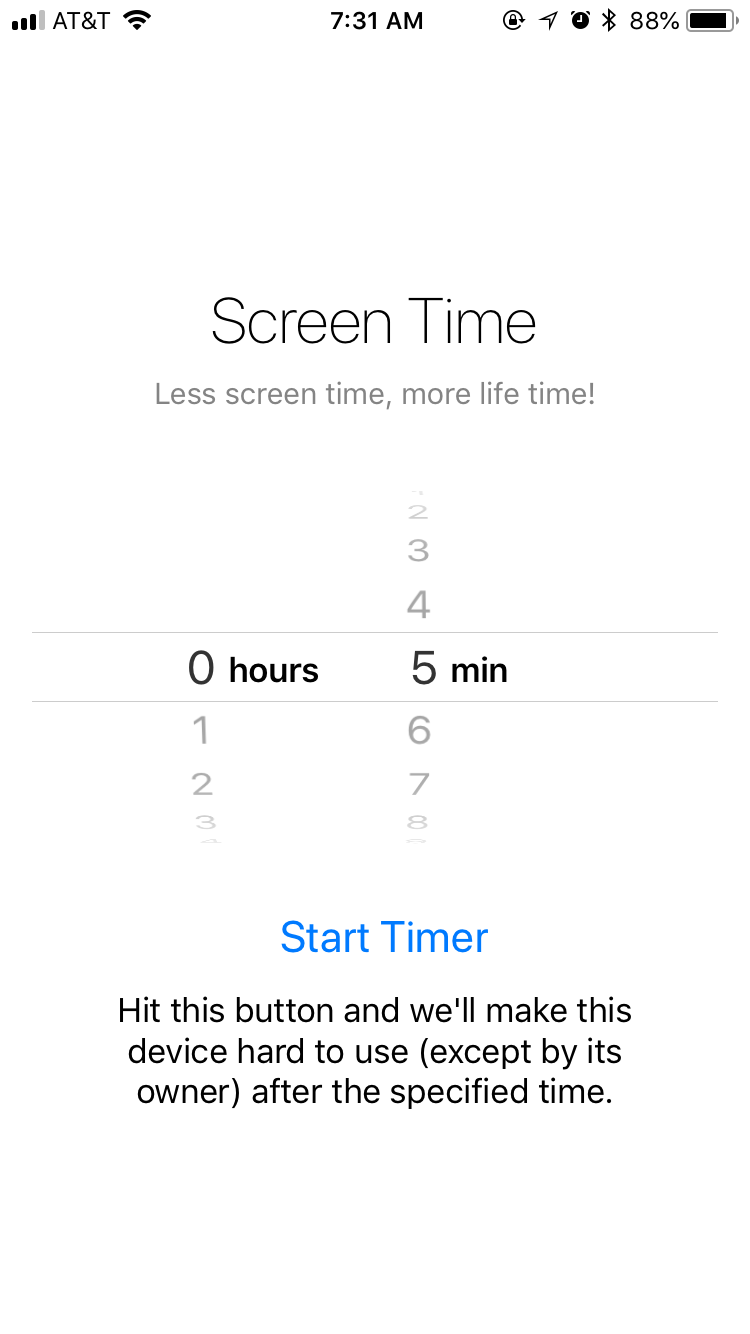 AT&T 7:31 AM 88%
Screen Time
Less screen time, more life time!
2
3
4
0 hours 5 min
1 6
2 7
3 8
Start Timer
Hit this button and we'll make this
device hard to use (except by its
owner) after the specified time.